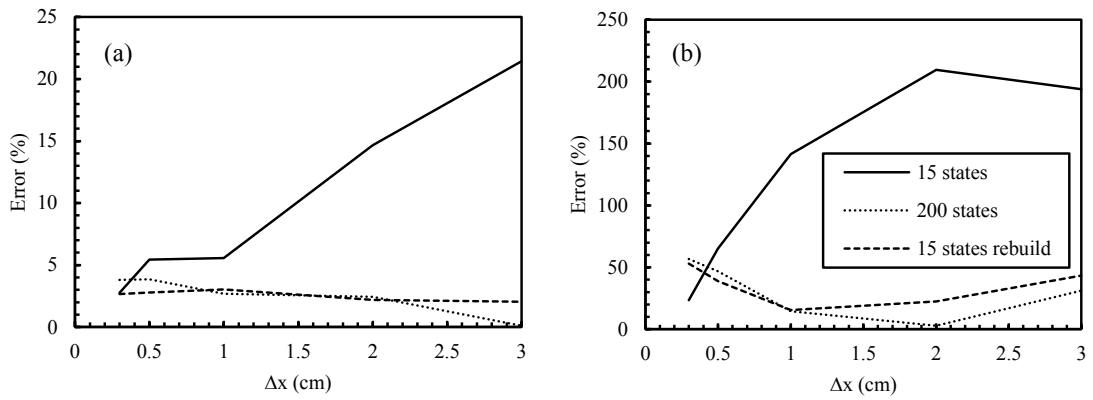 (a)
25
20
15
10
5
0
Error (%)
0 0.5 1 1.5 2 2.5 3
Δx (cm)
(b)
250
200
150
100
50
0
Error (%)
15 states
200 states
15 states rebuild
0 0.5 1 1.5 2 2.5 3
Δx (cm)